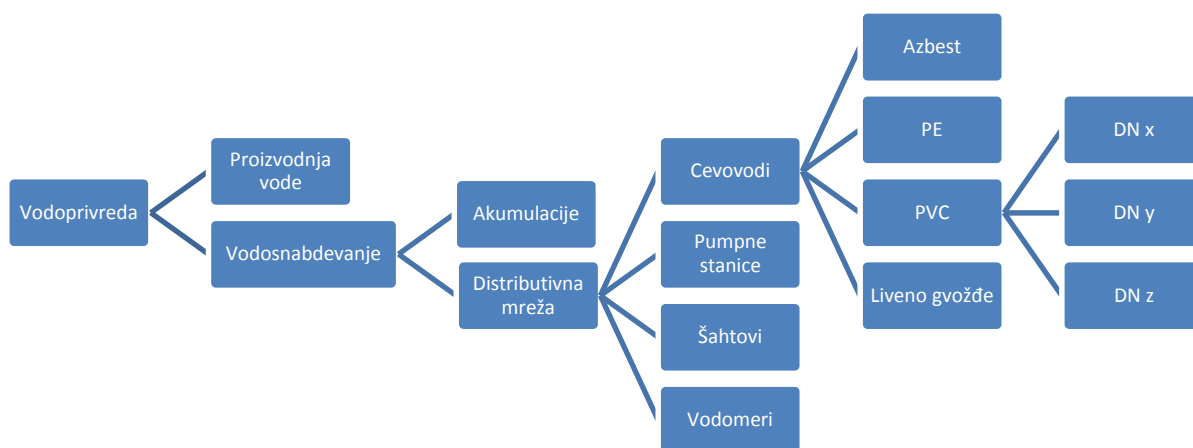 Vodoprivreda
Proizvodnja
vode
Vodosnabdevanje
Akumulacije
Distributivna
mreža
Cevovodi
Pumpne
stanice
Šahtovi
Vodomeri
Azbest
PE
PVC
Liveno gvožđe
DN x
DN y
DN z